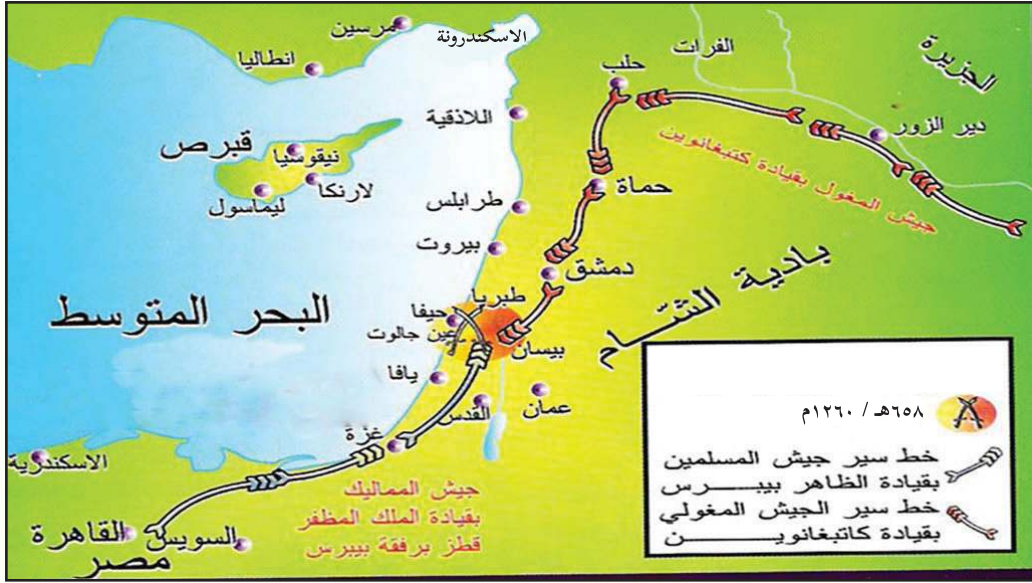 الاسكندرونة
مرسين
انطاليا
الفرات
حلب
الجزيرة
دير الزور
اللاذقية
قبرص
نيقوسيا
لارنكا
ليماسول
جيش المغول بقيادة كتبغانوين
حماة
طرابلس
بيروت
دمشق
بادية الشام
البحر المتوسط
طبريا
حيفا
عين جالوت
بيسان
يافا
عمان
القدس
غزة
الاسكندرية
القاهرة
السويس
مصر
جيش المماليك
بقيادة الملك المظفر
قطز برفقة بيبرس
٦٥٨هـ / ١٢٦٠م
خط سير جيش المسلمين
بقيادة الظاهر بيبـــــرس
خط سير الجيش المغولي
بقيادة كاتبغانويــــــــــن